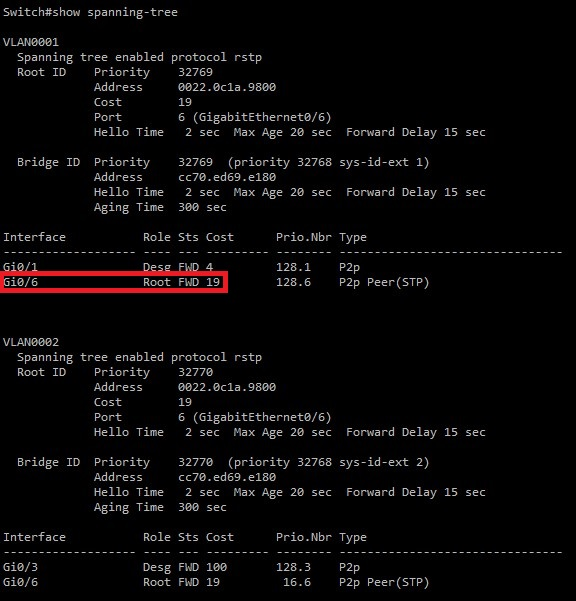 Switch#show spanning-tree
VLAN0001
Spanning tree enabled protocol rstp
Root ID Priority 32769
Address 0022.0c1a.9800
Cost 19
Port 6 (GigabitEthernet0/6)
Hello Time 2 sec Max Age 20 sec Forward Delay 15 sec
Bridge ID Priority 32769 (priority 32768 sys-id-ext 1)
Address cc70.ed69.e180
Hello Time 2 sec Max Age 20 sec Forward Delay 15 sec
Aging Time 300 sec
Interface Role Sts Cost Prio.Nbr Type
------------------- ---- --- --------- -------- --------------------------------
Gi0/1 Desg FWD 4 128.1 P2p
Gi0/6 Root FWD 19 128.6 P2p Peer(STP)
VLAN0002
Spanning tree enabled protocol rstp
Root ID Priority 32770
Address 0022.0c1a.9800
Cost 19
Port 6 (GigabitEthernet0/6)
Hello Time 2 sec Max Age 20 sec Forward Delay 15 sec
Bridge ID Priority 32770 (priority 32768 sys-id-ext 2)
Address cc70.ed69.e180
Hello Time 2 sec Max Age 20 sec Forward Delay 15 sec
Aging Time 300 sec
Interface Role Sts Cost Prio.Nbr Type
------------------- ---- --- --------- -------- --------------------------------
Gi0/3 Desg FWD 100 128.3 P2p
Gi0/6 Root FWD 19 16.6 P2p Peer(STP)